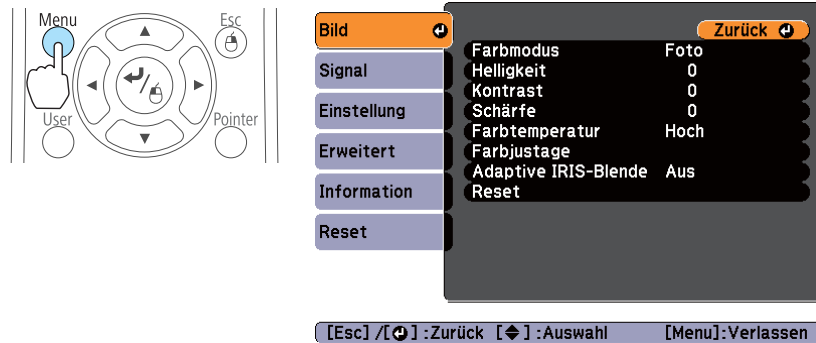 Menu
Esc
User
Pointer
Bild
Signal
Einstellung
Erweitert
Information
Reset
Zurück
Farbmodus Foto
Helligkeit 0
Kontrast 0
Schärfe 0
Farbtemperatur Hoch
Farbjustage
Adaptive IRIS-Blende Aus
Reset
[Esc] /[⏎] :Zurück [◆] :Auswahl [Menu]:Verlassen